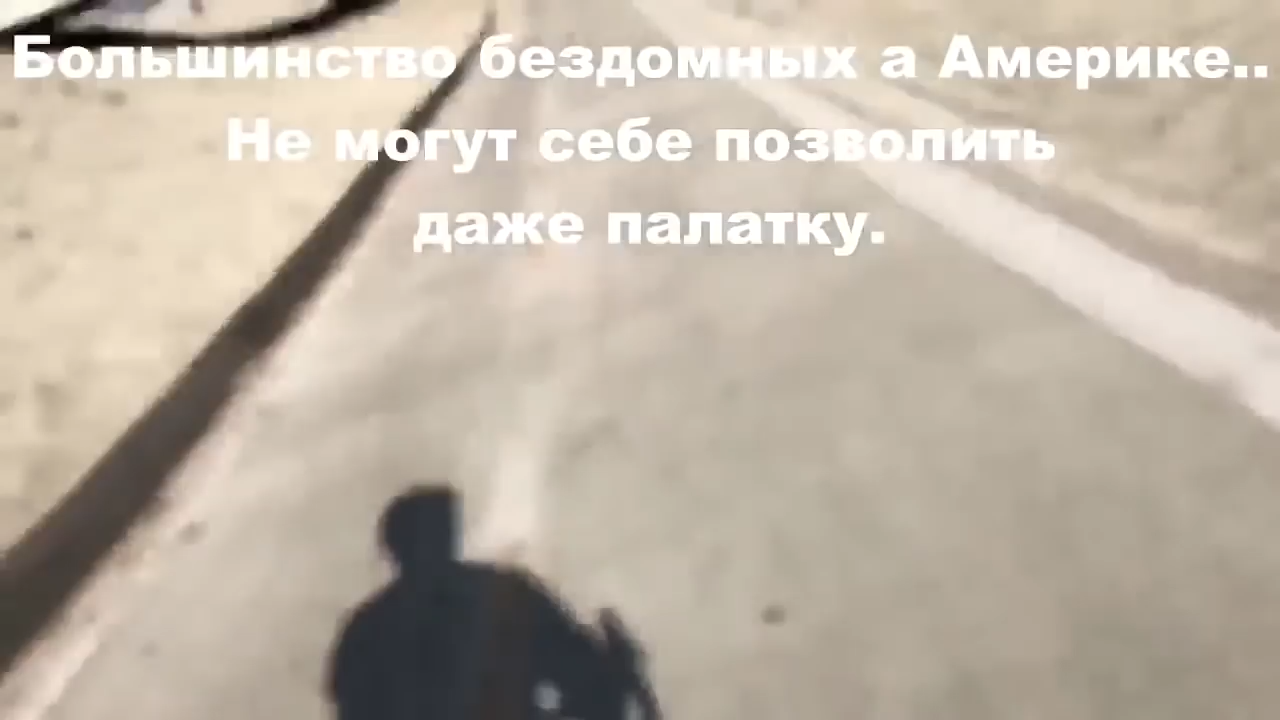 Большинство бездомных а Америке..
Не могут себе позволить
даже палатку.